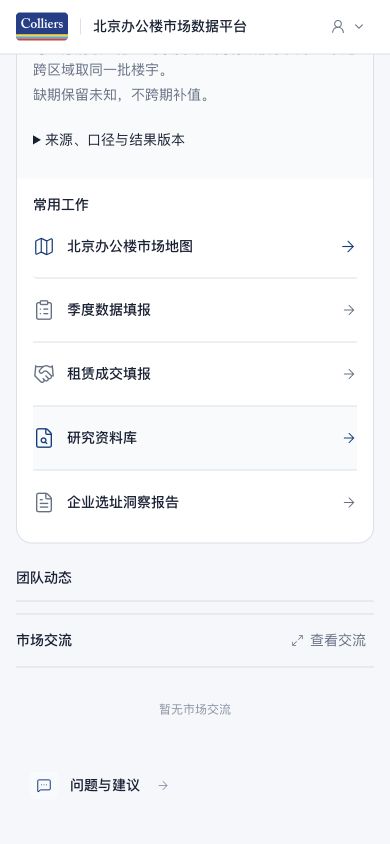 Colliers
北京办公楼市场数据平台
跨区域取同一批楼宇。
缺期保留未知，不跨期补值。
来源、口径与结果版本
常用工作
北京办公楼市场地图
季度数据填报
租赁成交填报
研究资料库
企业选址洞察报告
团队动态
市场交流
查看交流
暂无市场交流
问题与建议